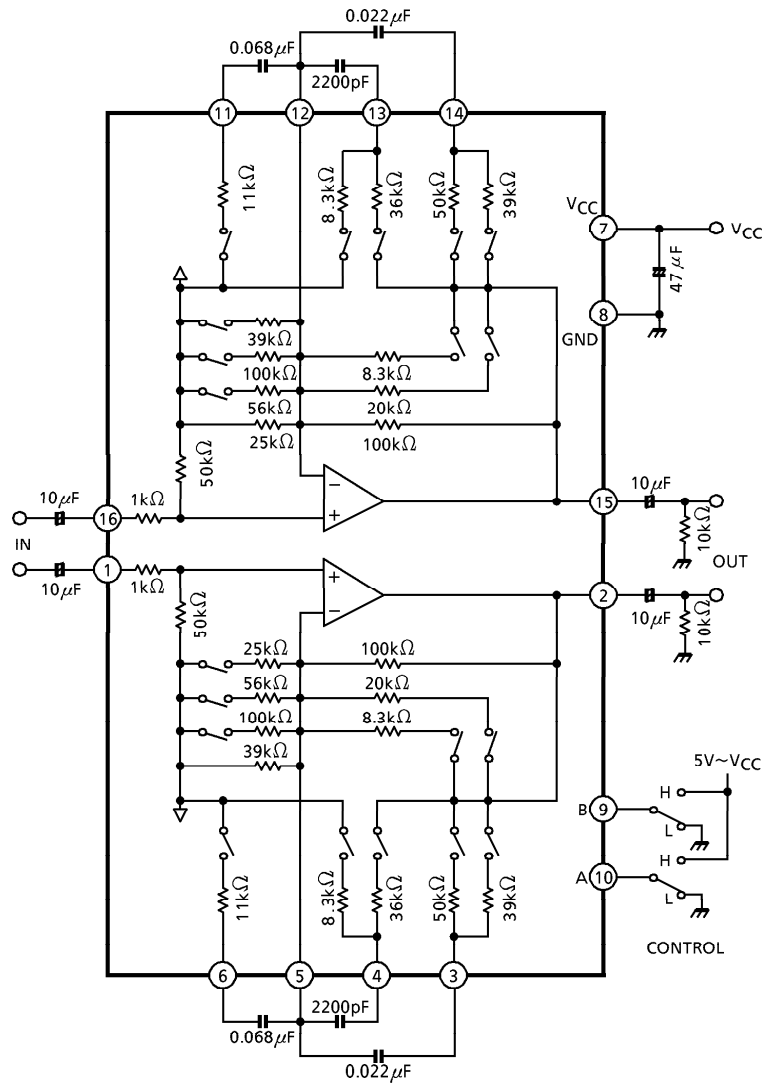 0.022μF
0.068μF
2200pF
11 12 13 14
11kΩ 8.3kΩ 36kΩ 50kΩ 39kΩ
VCC
7
VCC
47μF
8
GND
39kΩ
100kΩ 8.3kΩ
56kΩ 20kΩ
25kΩ 100kΩ
50kΩ
10μF 1kΩ
−
+
16
15
10μF
10kΩ
IN
OUT
1
10μF 1kΩ
+
−
2
10μF
10kΩ
50kΩ
25kΩ 100kΩ
56kΩ 20kΩ
100kΩ 8.3kΩ
39kΩ
5V~VCC
H
B 9
L
H
A 10
L
11kΩ 8.3kΩ 36kΩ 50kΩ 39kΩ
CONTROL
6 5 4 3
2200pF
0.068μF
0.022μF